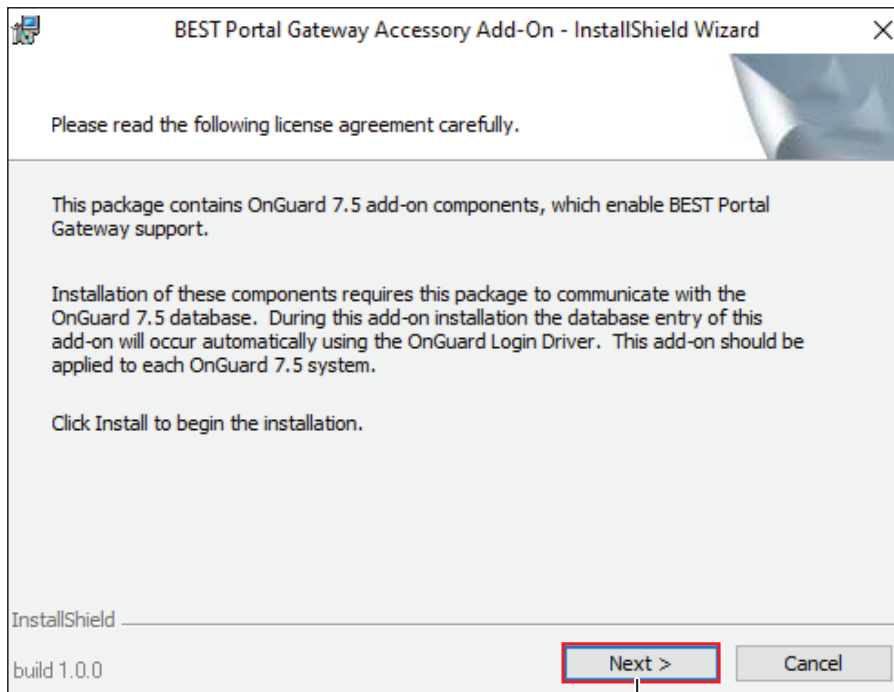 BEST Portal Gateway Accessory Add-On - InstallShield Wizard
Please read the following license agreement carefully.
This package contains OnGuard 7.5 add-on components, which enable BEST Portal
Gateway support.
Installation of these components requires this package to communicate with the
OnGuard 7.5 database.  During this add-on installation the database entry of this
add-on will occur automatically using the OnGuard Login Driver.  This add-on should be
applied to each OnGuard 7.5 system.
Click Install to begin the installation.
InstallShield
build 1.0.0
Next >
Cancel